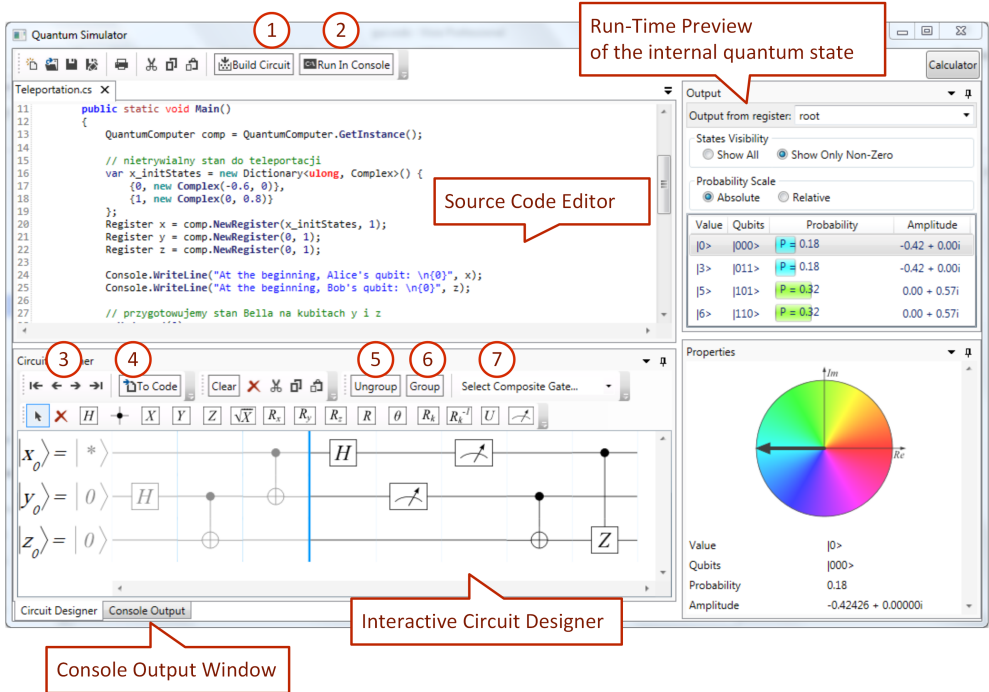 1
2
Run-Time Preview
of the internal quantum state
Quantum Simulator
Build Circuit
Run In Console
Calculator
Teleportation.cs
11 public static void Main()
12 {
13 QuantumComputer comp = QuantumComputer.GetInstance();
14
15 // nietrywialny stan do teleportacji
16 var x_initStates = new Dictionary<ulong, Complex>() {
17 {0, new Complex(-0.6, 0)},
18 {1, new Complex(0, 0.8)}
19 };
20 Register x = comp.NewRegister(x_initStates, 1);
21 Register y = comp.NewRegister(0, 1);
22 Register z = comp.NewRegister(0, 1);
23
24 Console.WriteLine("At the beginning, Alice's qubit: \n{0}", x);
25 Console.WriteLine("At the beginning, Bob's qubit: \n{0}", z);
26
27 // przygotowujemy stan Bella na kubitach y i z
Source Code Editor
Output
Output from register: root
States Visibility
Show All Show Only Non-Zero
Probability Scale
Absolute Relative
Value Qubits Probability Amplitude
|0> |000> P = 0.18 -0.42 + 0.00i
|3> |011> P = 0.18 -0.42 + 0.00i
|5> |101> P = 0.32 0.00 + 0.57i
|6> |110> P = 0.32 0.00 + 0.57i
3
4
5
6
7
To Code
Clear
Ungroup
Group
Select Composite Gate...
H X Y Z √X Rx Ry Rz R θ Rk Rk⁻¹ U
|x0⟩= | * ⟩ H
|y0⟩= | 0 ⟩ H
|z0⟩= | 0 ⟩ Z
Circuit Designer
Console Output
Interactive Circuit Designer
Console Output Window
Properties
Im
Re
Value |0>
Qubits |000>
Probability 0.18
Amplitude -0.42426 + 0.00000i